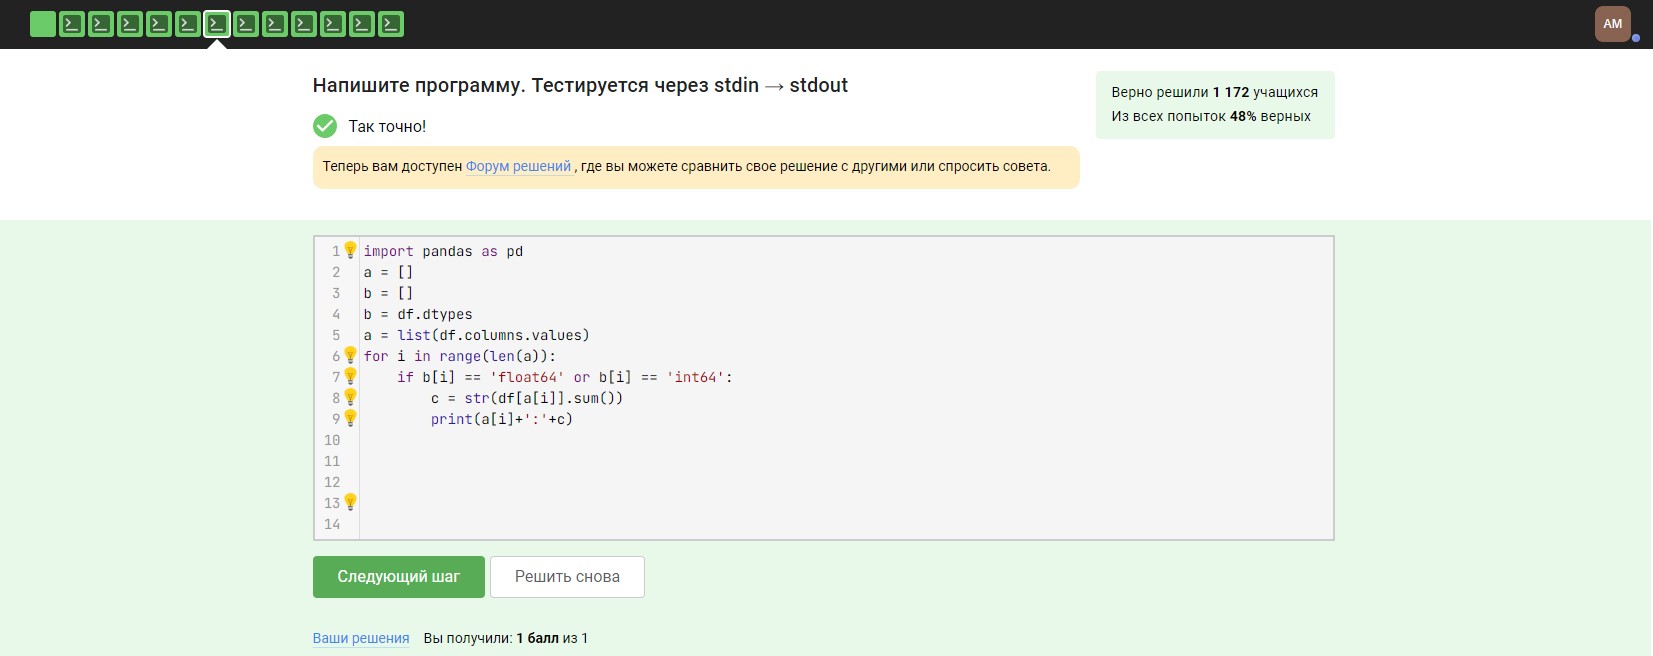 AM
Напишите программу. Тестируется через stdin → stdout
Верно решили 1 172 учащихся
Из всех попыток 48% верных
Так точно!
Теперь вам доступен Форум решений , где вы можете сравнить свое решение с другими или спросить совета.
1 import pandas as pd
2 a = []
3 b = []
4 b = df.dtypes
5 a = list(df.columns.values)
6 for i in range(len(a)):
7     if b[i] == 'float64' or b[i] == 'int64':
8         c = str(df[a[i]].sum())
9         print(a[i]+':'+c)
10
11
12
13
14
Следующий шаг
Решить снова
Ваши решения Вы получили: 1 балл из 1